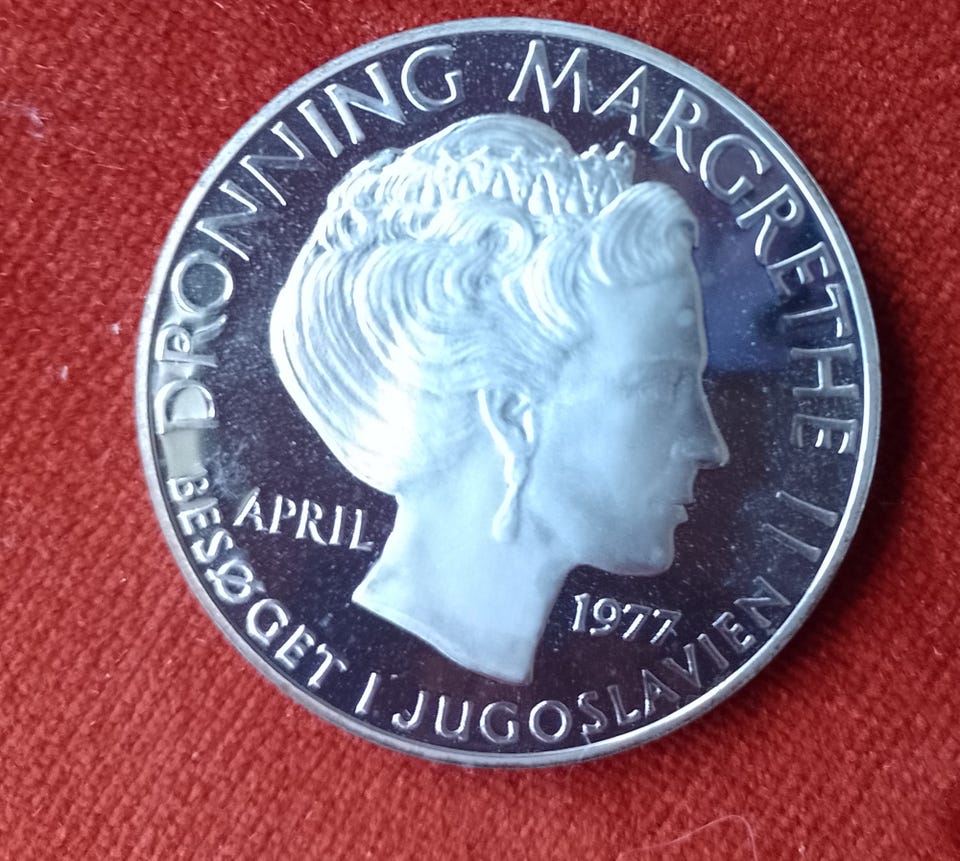 DRONNING MARGRETHE II
APRIL
1977
BESØGET I JUGOSLAVIEN